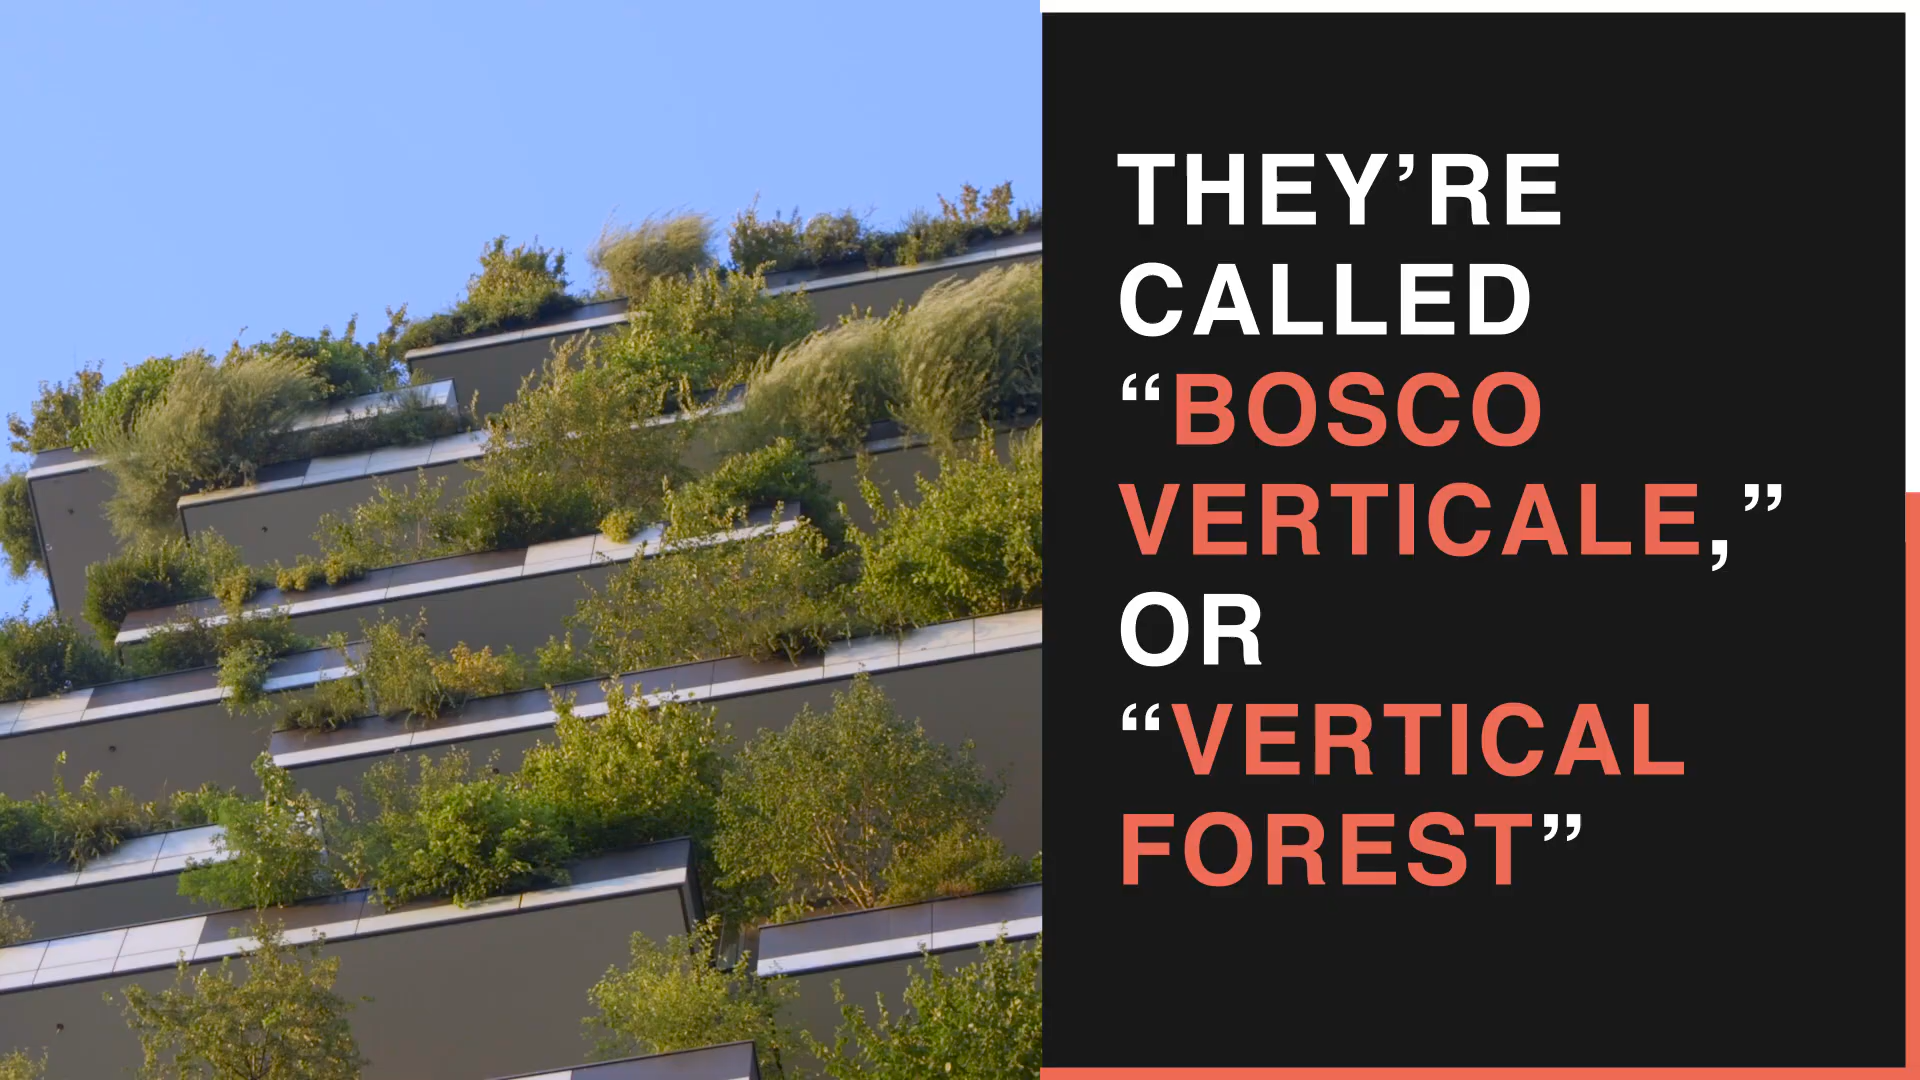 THEY’RE
CALLED
“BOSCO
VERTICALE,”
OR
“VERTICAL
FOREST”